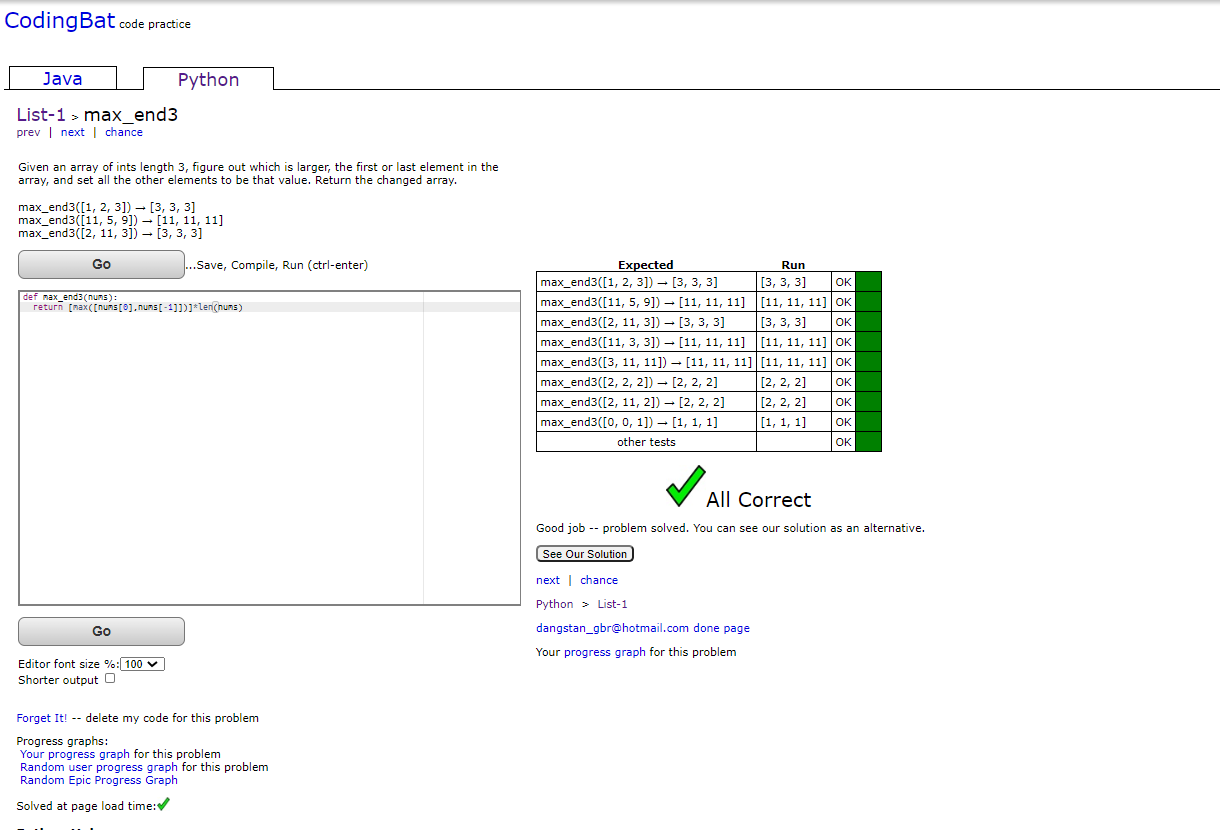 CodingBat code practice
Java
Python
List-1 > max_end3
prev | next | chance
Given an array of ints length 3, figure out which is larger, the first or last element in the
array, and set all the other elements to be that value. Return the changed array.
max_end3([1, 2, 3]) → [3, 3, 3]
max_end3([11, 5, 9]) → [11, 11, 11]
max_end3([2, 11, 3]) → [3, 3, 3]
Go ...Save, Compile, Run (ctrl-enter)
def max_end3(nums):
return [max([nums[0],nums[-1]])]*len(nums)
Go
Editor font size %: 100
Shorter output
Forget It! -- delete my code for this problem
Progress graphs:
Your progress graph for this problem
Random user progress graph for this problem
Random Epic Progress Graph
Solved at page load time:
Expected Run
max_end3([1, 2, 3]) → [3, 3, 3] [3, 3, 3] OK
max_end3([11, 5, 9]) → [11, 11, 11] [11, 11, 11] OK
max_end3([2, 11, 3]) → [3, 3, 3] [3, 3, 3] OK
max_end3([11, 3, 3]) → [11, 11, 11] [11, 11, 11] OK
max_end3([3, 11, 11]) → [11, 11, 11] [11, 11, 11] OK
max_end3([2, 2, 2]) → [2, 2, 2] [2, 2, 2] OK
max_end3([2, 11, 2]) → [2, 2, 2] [2, 2, 2] OK
max_end3([0, 0, 1]) → [1, 1, 1] [1, 1, 1] OK
other tests OK
All Correct
Good job -- problem solved. You can see our solution as an alternative.
See Our Solution
next | chance
Python > List-1
dangstan_gbr@hotmail.com done page
Your progress graph for this problem